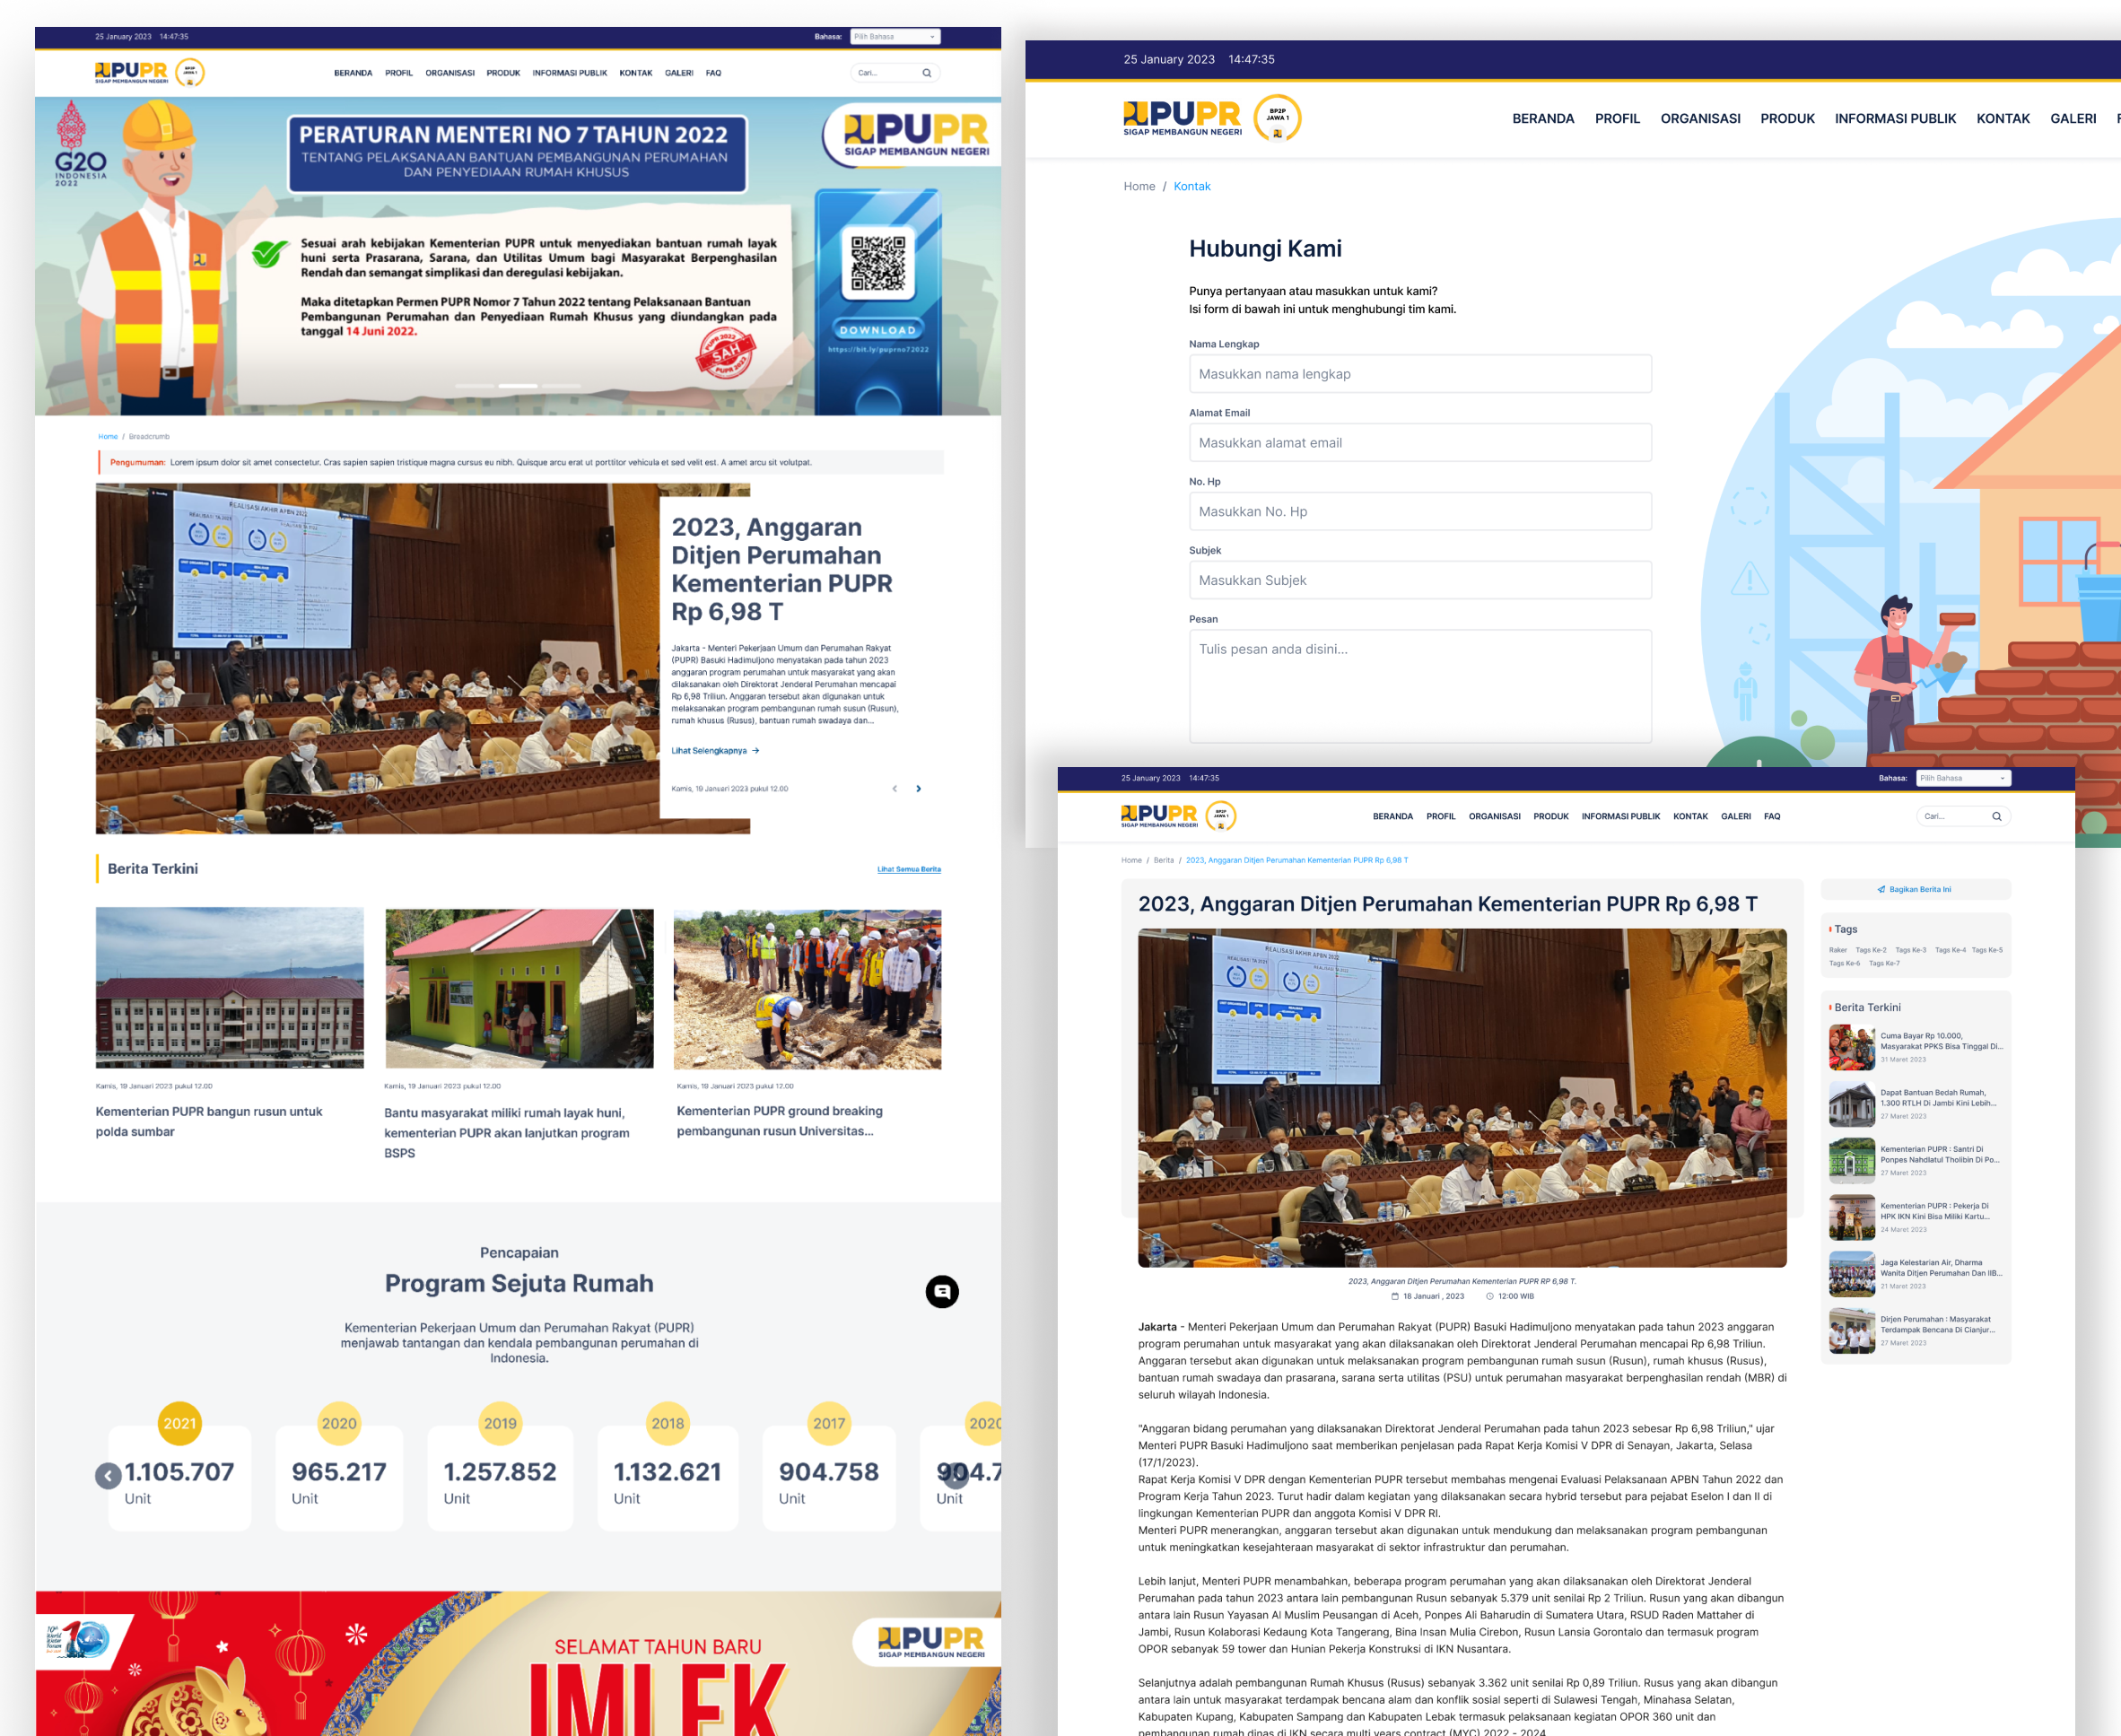 25 January 2023 14:47:35
Bahasa: Pilih Bahasa
PUPR
SIGAP MEMBANGUN NEGERI
BP2P
JAWA 1
BERANDA PROFIL ORGANISASI PRODUK INFORMASI PUBLIK KONTAK GALERI FAQ
Cari...
G20
INDONESIA
2022
PERATURAN MENTERI NO 7 TAHUN 2022
TENTANG PELAKSANAAN BANTUAN PEMBANGUNAN PERUMAHAN
DAN PENYEDIAAN RUMAH KHUSUS
PUPR
SIGAP MEMBANGUN NEGERI
Sesuai arah kebijakan Kementerian PUPR untuk menyediakan bantuan rumah layak
huni serta Prasarana, Sarana, dan Utilitas Umum bagi Masyarakat Berpenghasilan
Rendah dan semangat simplikasi dan deregulasi kebijakan.
Maka ditetapkan Permen PUPR Nomor 7 Tahun 2022 tentang Pelaksanaan Bantuan
Pembangunan Perumahan dan Penyediaan Rumah Khusus yang diundangkan pada
tanggal 14 Juni 2022.
PUPR 2022
SAH
PUPR 2022
DOWNLOAD
https://bit.ly/puprno72022
Home / Breadcrumb
Pengumuman: Lorem ipsum dolor sit amet consectetur. Cras sapien sapien tristique magna cursus eu nibh. Quisque arcu erat ut porttitor vehicula et sed velit est. A amet arcu sit volutpat.
REALISASI AKHIR APBN 2022
2023, Anggaran
Ditjen Perumahan
Kementerian PUPR
Rp 6,98 T
Jakarta - Menteri Pekerjaan Umum dan Perumahan Rakyat
(PUPR) Basuki Hadimuljono menyatakan pada tahun 2023
anggaran program perumahan untuk masyarakat yang akan
dilaksanakan oleh Direktorat Jenderal Perumahan mencapai
Rp 6,98 Triliun. Anggaran tersebut akan digunakan untuk
melaksanakan program pembangunan rumah susun (Rusun),
rumah khusus (Rusus), bantuan rumah swadaya dan...
Lihat Selengkapnya →
Kamis, 19 Januari 2023 pukul 12.00
Berita Terkini
Lihat Semua Berita
Kamis, 19 Januari 2023 pukul 12.00
Kementerian PUPR bangun rusun untuk
polda sumbar
Kamis, 19 Januari 2023 pukul 12.00
Bantu masyarakat miliki rumah layak huni,
kementerian PUPR akan lanjutkan program
BSPS
Kamis, 19 Januari 2023 pukul 12.00
Kementerian PUPR ground breaking
pembangunan rusun Universitas...
Pencapaian
Program Sejuta Rumah
Kementerian Pekerjaan Umum dan Perumahan Rakyat (PUPR)
menjawab tantangan dan kendala pembangunan perumahan di
Indonesia.
2021
1.105.707
Unit
2020
965.217
Unit
2019
1.257.852
Unit
2018
1.132.621
Unit
2017
904.758
Unit
2020
904.7
Unit
10th
World
Water
Forum
SELAMAT TAHUN BARU
IMLEK
PUPR
SIGAP MEMBANGUN NEGERI
25 January 2023 14:47:35
PUPR
SIGAP MEMBANGUN NEGERI
BP2P
JAWA 1
BERANDA PROFIL ORGANISASI PRODUK INFORMASI PUBLIK KONTAK GALERI F
Home / Kontak
Hubungi Kami
Punya pertanyaan atau masukkan untuk kami?
Isi form di bawah ini untuk menghubungi tim kami.
Nama Lengkap
Masukkan nama lengkap
Alamat Email
Masukkan alamat email
No. Hp
Masukkan No. Hp
Subjek
Masukkan Subjek
Pesan
Tulis pesan anda disini...
25 January 2023 14:47:35
Bahasa: Pilih Bahasa
PUPR
SIGAP MEMBANGUN NEGERI
BP2P
JAWA 1
BERANDA PROFIL ORGANISASI PRODUK INFORMASI PUBLIK KONTAK GALERI FAQ
Cari...
Home / Berita / 2023, Anggaran Ditjen Perumahan Kementerian PUPR Rp 6,98 T
2023, Anggaran Ditjen Perumahan Kementerian PUPR Rp 6,98 T
REALISASI AKHIR APBN 2022
2023, Anggaran Ditjen Perumahan Kementerian PUPR RP 6,98 T.
18 Januari , 2023 12:00 WIB
Jakarta - Menteri Pekerjaan Umum dan Perumahan Rakyat (PUPR) Basuki Hadimuljono menyatakan pada tahun 2023 anggaran
program perumahan untuk masyarakat yang akan dilaksanakan oleh Direktorat Jenderal Perumahan mencapai Rp 6,98 Triliun.
Anggaran tersebut akan digunakan untuk melaksanakan program pembangunan rumah susun (Rusun), rumah khusus (Rusus),
bantuan rumah swadaya dan prasarana, sarana serta utilitas (PSU) untuk perumahan masyarakat berpenghasilan rendah (MBR) di
seluruh wilayah Indonesia.
"Anggaran bidang perumahan yang dilaksanakan Direktorat Jenderal Perumahan pada tahun 2023 sebesar Rp 6,98 Triliun," ujar
Menteri PUPR Basuki Hadimuljono saat memberikan penjelasan pada Rapat Kerja Komisi V DPR di Senayan, Jakarta, Selasa
(17/1/2023).
Rapat Kerja Komisi V DPR dengan Kementerian PUPR tersebut membahas mengenai Evaluasi Pelaksanaan APBN Tahun 2022 dan
Program Kerja Tahun 2023. Turut hadir dalam kegiatan yang dilaksanakan secara hybrid tersebut para pejabat Eselon I dan II di
lingkungan Kementerian PUPR dan anggota Komisi V DPR RI.
Menteri PUPR menerangkan, anggaran tersebut akan digunakan untuk mendukung dan melaksanakan program pembangunan
untuk meningkatkan kesejahteraan masyarakat di sektor infrastruktur dan perumahan.
Lebih lanjut, Menteri PUPR menambahkan, beberapa program perumahan yang akan dilaksanakan oleh Direktorat Jenderal
Perumahan pada tahun 2023 antara lain pembangunan Rusun sebanyak 5.379 unit senilai Rp 2 Triliun. Rusun yang akan dibangun
antara lain Rusun Yayasan Al Muslim Peusangan di Aceh, Ponpes Ali Baharudin di Sumatera Utara, RSUD Raden Mattaher di
Jambi, Rusun Kolaborasi Kedaung Kota Tangerang, Bina Insan Mulia Cirebon, Rusun Lansia Gorontalo dan termasuk program
OPOR sebanyak 59 tower dan Hunian Pekerja Konstruksi di IKN Nusantara.
Selanjutnya adalah pembangunan Rumah Khusus (Rusus) sebanyak 3.362 unit senilai Rp 0,89 Triliun. Rusus yang akan dibangun
antara lain untuk masyarakat terdampak bencana alam dan konflik sosial seperti di Sulawesi Tengah, Minahasa Selatan,
Kabupaten Kupang, Kabupaten Sampang dan Kabupaten Lebak termasuk pelaksanaan kegiatan OPOR 360 unit dan
pembangunan rumah dinas di IKN secara multi years contract (MYC) 2022 - 2024.
Bagikan Berita Ini
Tags
Raker Tags Ke-2 Tags Ke-3 Tags Ke-4 Tags Ke-5
Tags Ke-6 Tags Ke-7
Berita Terkini
Cuma Bayar Rp 10.000,
Masyarakat PPKS Bisa Tinggal Di...
31 Maret 2023
Dapat Bantuan Bedah Rumah,
1.300 RTLH Di Jambi Kini Lebih...
27 Maret 2023
Kementerian PUPR : Santri Di
Ponpes Nahdlatul Tholibin Di Po...
27 Maret 2023
Kementerian PUPR : Pekerja Di
HPK IKN Kini Bisa Miliki Kartu...
24 Maret 2023
Jaga Kelestarian Air, Dharma
Wanita Ditjen Perumahan Dan IIB...
21 Maret 2023
Dirjen Perumahan : Masyarakat
Terdampak Bencana Di Cianjur...
27 Maret 2023